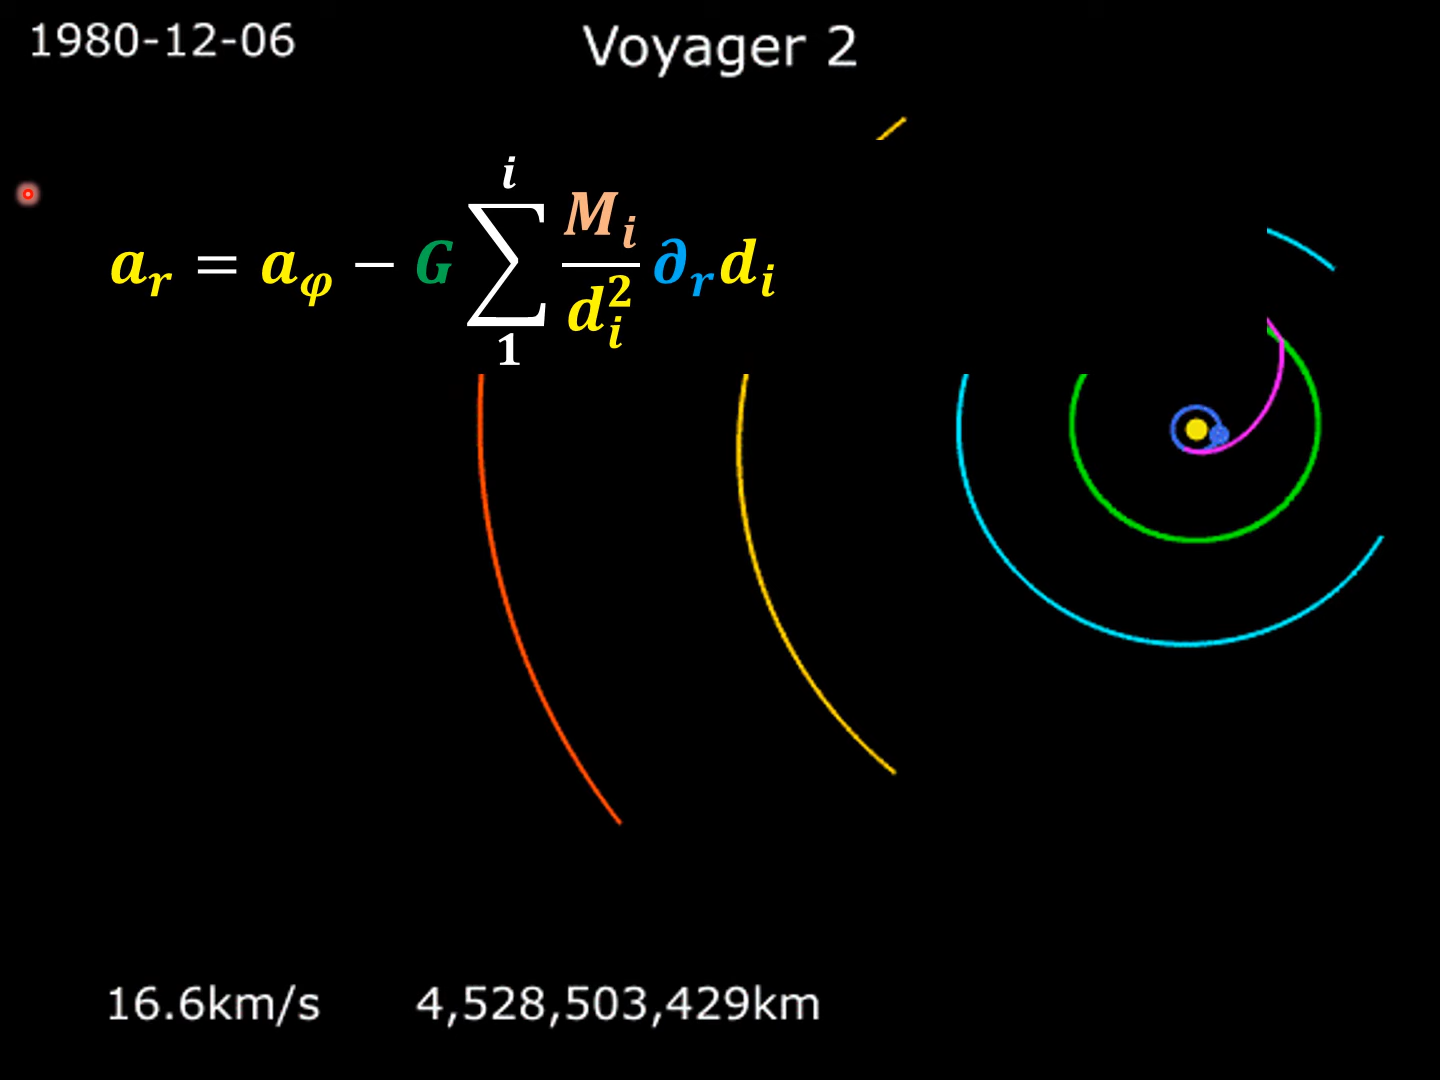 1980-12-06
Voyager 2
a_r = a_φ − G ∑_1^i M_i / d_i^2 ∂_r d_i
16.6km/s
4,528,503,429km